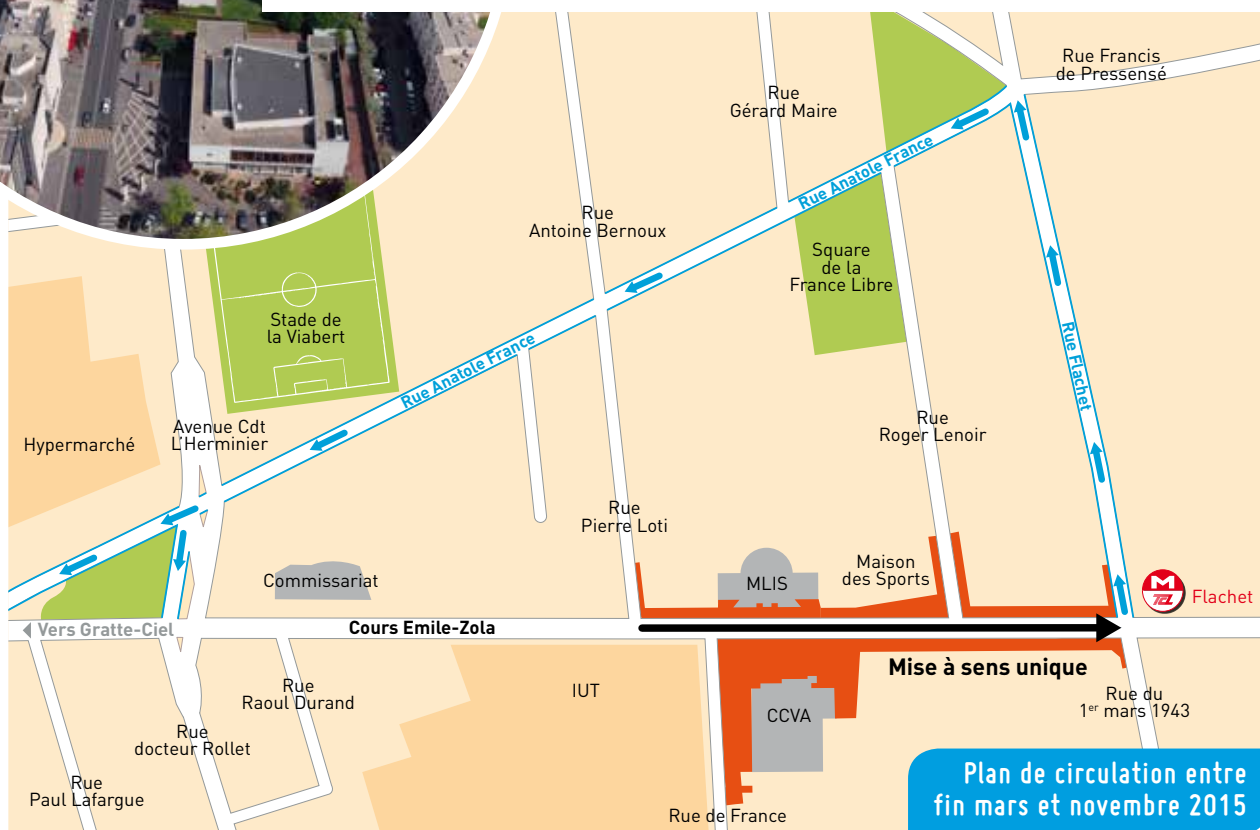 Rue Francis
de Pressensé
Rue
Gérard Maire
Rue Anatole France
Rue
Antoine Bernoux
Square
de la
France Libre
Stade de
la Viabert
Rue Anatole France
Rue Flachet
Hypermarché
Avenue Cdt
L'Herminier
Rue
Roger Lenoir
Rue
Pierre Loti
Commissariat
MLIS
Maison
des Sports
M
TCL
Flachet
Vers Gratte-Ciel
Cours Emile-Zola
Mise à sens unique
Rue
Raoul Durand
IUT
CCVA
Rue du
1er mars 1943
Rue
docteur Rollet
Rue
Paul Lafargue
Rue de France
Plan de circulation entre
fin mars et novembre 2015